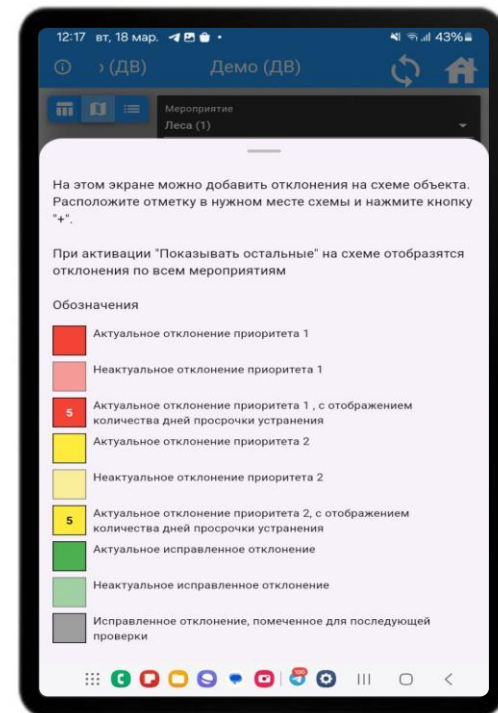 12:17 вт, 18 мар.
43%
› (ДВ)
Демо (ДВ)
Мероприятие
Леса (1)
На этом экране можно добавить отклонения на схеме объекта.
Расположите отметку в нужном месте схемы и нажмите кнопку
"+".
При активации "Показывать остальные" на схеме отобразятся
отклонения по всем мероприятиям
Обозначения
Актуальное отклонение приоритета 1
Неактуальное отклонение приоритета 1
5
Актуальное отклонение приоритета 1 , с отображением
количества дней просрочки устранения
Актуальное отклонение приоритета 2
Неактуальное отклонение приоритета 2
5
Актуальное отклонение приоритета 2, с отображением
количества дней просрочки устранения
Актуальное исправленное отклонение
Неактуальное исправленное отклонение
Исправленное отклонение, помеченное для последующей
проверки
100